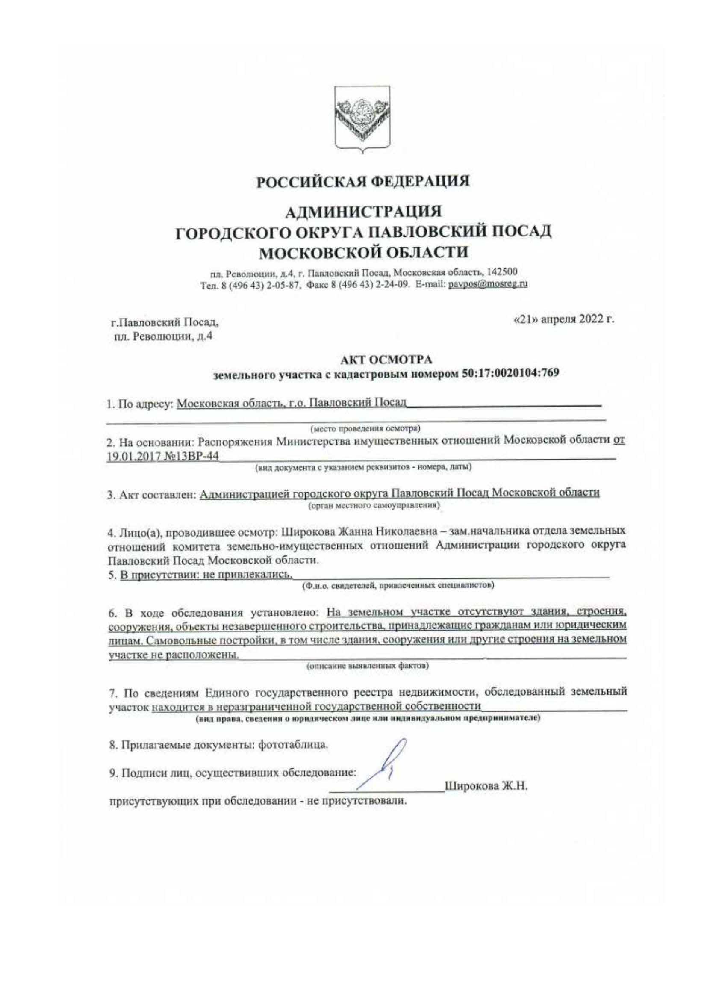 РОССИЙСКАЯ ФЕДЕРАЦИЯ
АДМИНИСТРАЦИЯ
ГОРОДСКОГО ОКРУГА ПАВЛОВСКИЙ ПОСАД
МОСКОВСКОЙ ОБЛАСТИ
пл. Революции, д.4, г. Павловский Посад, Московская область, 142500
Тел. 8 (496 43) 2-05-87, Факс 8 (496 43) 2-24-09. E-mail: pavpos@mosreg.ru
г.Павловский Посад,
«21» апреля 2022 г.
пл. Революции, д.4
АКТ ОСМОТРА
земельного участка с кадастровым номером 50:17:0020104:769
1. По адресу: Московская область, г.о. Павловский Посад
(место проведения осмотра)
2. На основании: Распоряжения Министерства имущественных отношений Московской области от
19.01.2017 №13ВР-44
(вид документа с указанием реквизитов - номера, даты)
3. Акт составлен: Администрацией городского округа Павловский Посад Московской области
(орган местного самоуправления)
4. Лицо(а), проводившее осмотр: Широкова Жанна Николаевна – зам.начальника отдела земельных
отношений комитета земельно-имущественных отношений Администрации городского округа
Павловский Посад Московской области.
5. В присутствии: не привлекались.
(Ф.и.о. свидетелей, привлеченных специалистов)
6. В ходе обследования установлено: На земельном участке отсутствуют здания, строения,
сооружения, объекты незавершенного строительства, принадлежащие гражданам или юридическим
лицам. Самовольные постройки, в том числе здания, сооружения или другие строения на земельном
участке не расположены.
(описание выявленных фактов)
7. По сведениям Единого государственного реестра недвижимости, обследованный земельный
участок находится в неразграниченной государственной собственности
(вид права, сведения о юридическом лице или индивидуальном предпринимателе)
8. Прилагаемые документы: фототаблица.
9. Подписи лиц, осуществивших обследование:
Широкова Ж.Н.
присутствующих при обследовании - не присутствовали.